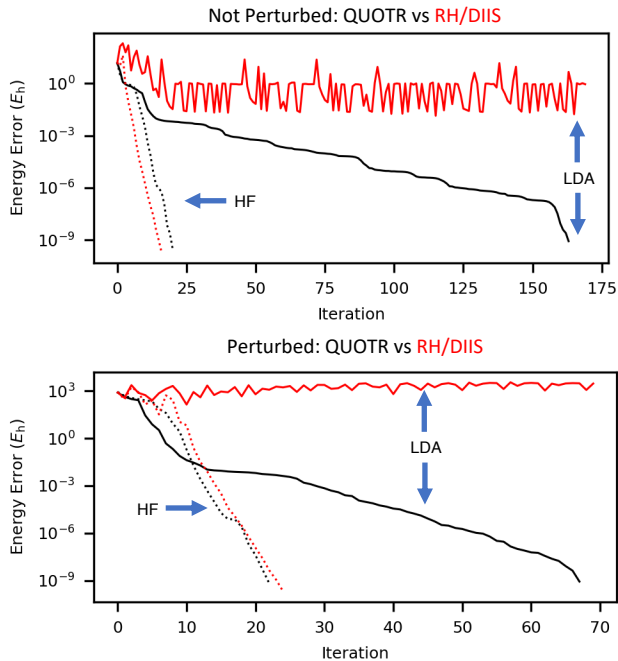 Not Perturbed: QUOTR vs RH/DIIS
Energy Error (Eh)
10^0
10^−3
10^−6
10^−9
HF
LDA
0 25 50 75 100 125 150 175
Iteration
Perturbed: QUOTR vs RH/DIIS
Energy Error (Eh)
10^3
10^0
10^−3
10^−6
10^−9
LDA
HF
0 10 20 30 40 50 60 70
Iteration